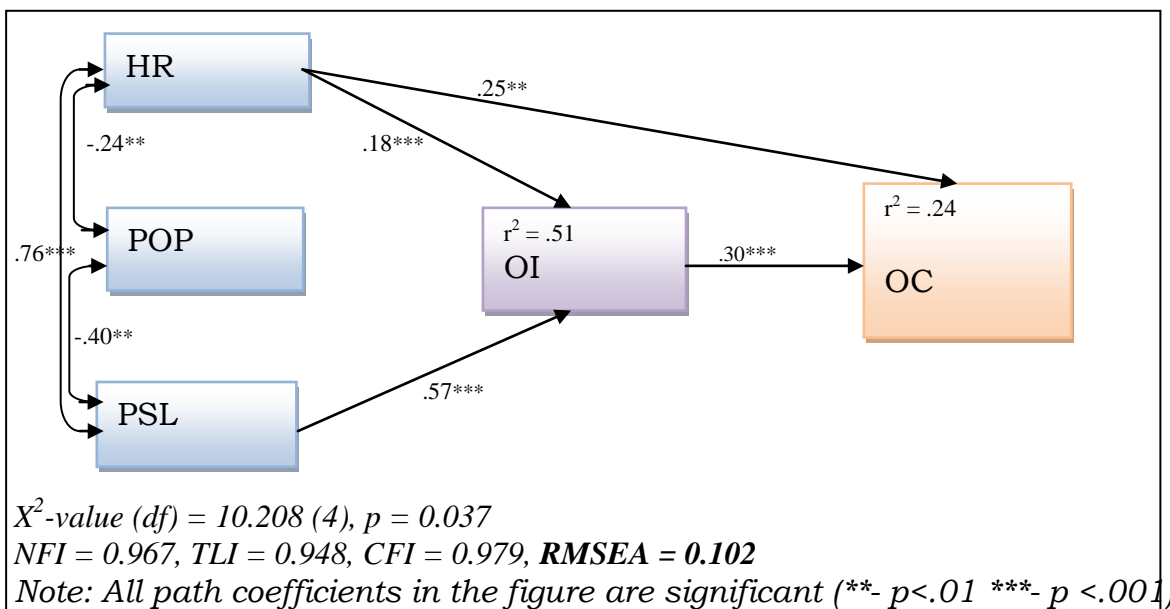 HR
.25**
-.24**
.18***
r² = .24
POP
r² = .51
.76***
.30***
OI
OC
-.40**
.57***
PSL
X²-value (df) = 10.208 (4), p = 0.037
NFI = 0.967, TLI = 0.948, CFI = 0.979, RMSEA = 0.102
Note: All path coefficients in the figure are significant (**- p<.01 ***- p <.001)